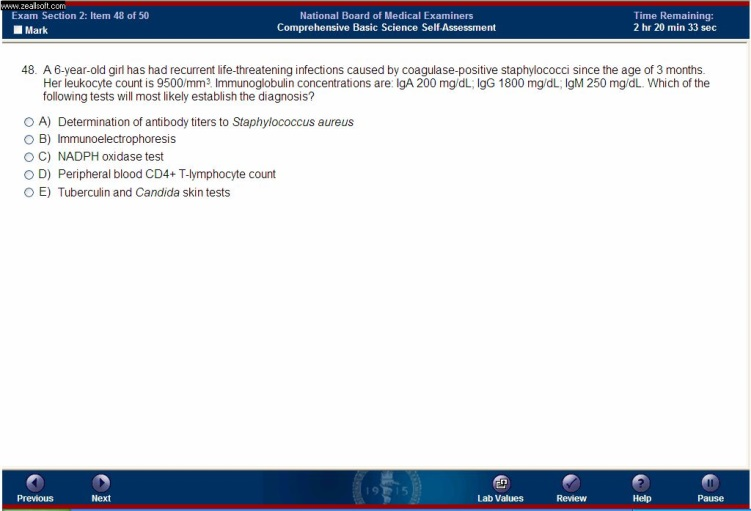 www.zeallsoft.com
Exam Section 2: Item 48 of 50
National Board of Medical Examiners
Time Remaining:
Mark
Comprehensive Basic Science Self-Assessment
2 hr 20 min 33 sec
48. A 6-year-old girl has had recurrent life-threatening infections caused by coagulase-positive staphylococci since the age of 3 months.
Her leukocyte count is 9500/mm³. Immunoglobulin concentrations are: IgA 200 mg/dL; IgG 1800 mg/dL; IgM 250 mg/dL. Which of the
following tests will most likely establish the diagnosis?
A) Determination of antibody titers to Staphylococcus aureus
B) Immunoelectrophoresis
C) NADPH oxidase test
D) Peripheral blood CD4+ T-lymphocyte count
E) Tuberculin and Candida skin tests
1915
Previous
Next
Lab Values
Review
Help
Pause